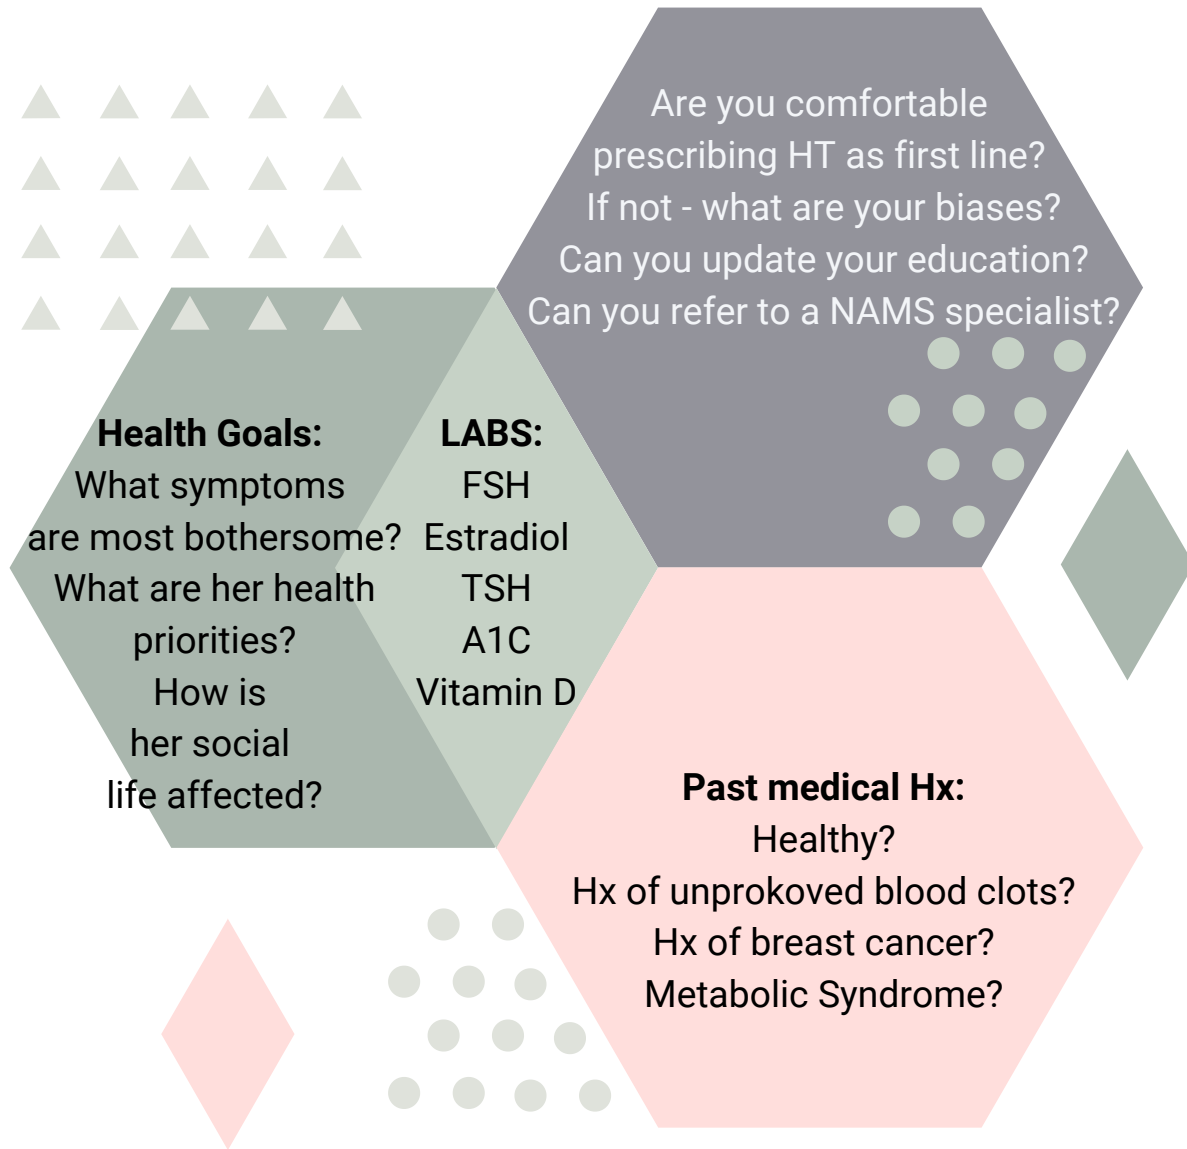 Are you comfortable
prescribing HT as first line?
If not - what are your biases?
Can you update your education?
Can you refer to a NAMS specialist?
Health Goals:
What symptoms
are most bothersome?
What are her health
priorities?
How is
her social
life affected?
LABS:
FSH
Estradiol
TSH
A1C
Vitamin D
Past medical Hx:
Healthy?
Hx of unprokoved blood clots?
Hx of breast cancer?
Metabolic Syndrome?